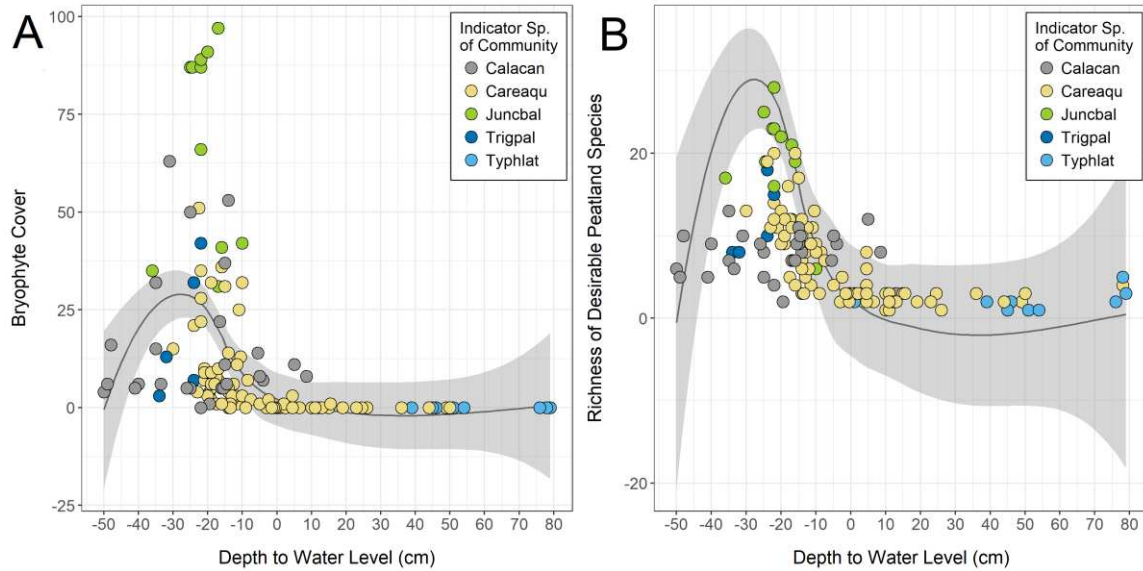 A
Bryophyte Cover
100
75
50
25
0
-25
-50 -40 -30 -20 -10 0 10 20 30 40 50 60 70 80
Depth to Water Level (cm)
Indicator Sp.
of Community
Calacan
Careaqu
Juncbal
Trigpal
Typhlat
B
Richness of Desirable Peatland Species
20
0
-20
-50 -40 -30 -20 -10 0 10 20 30 40 50 60 70 80
Depth to Water Level (cm)
Indicator Sp.
of Community
Calacan
Careaqu
Juncbal
Trigpal
Typhlat